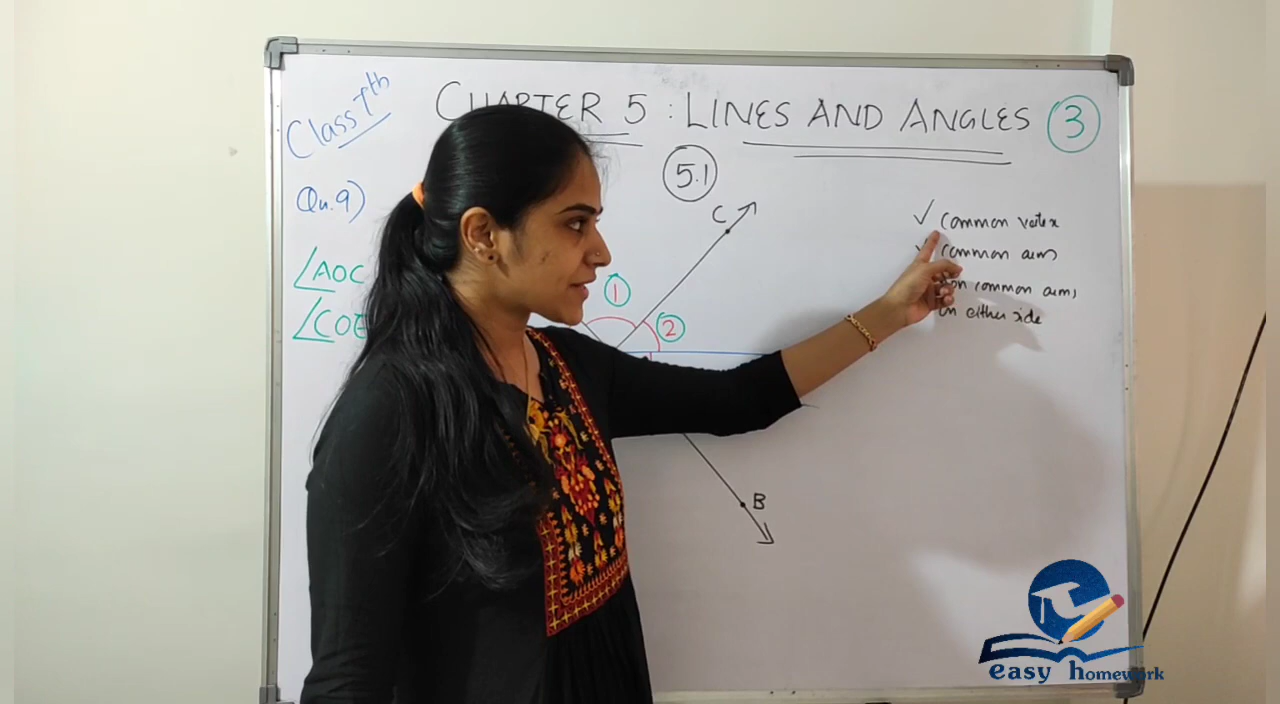 Class 7th
CHAPTER 5 : LINES AND ANGLES 3
5.1
Qu. 9)
C
✓ Common vertex
✓ common arm
non common arms
on either side
∠AOC
∠COE
1
2
B
easy homework